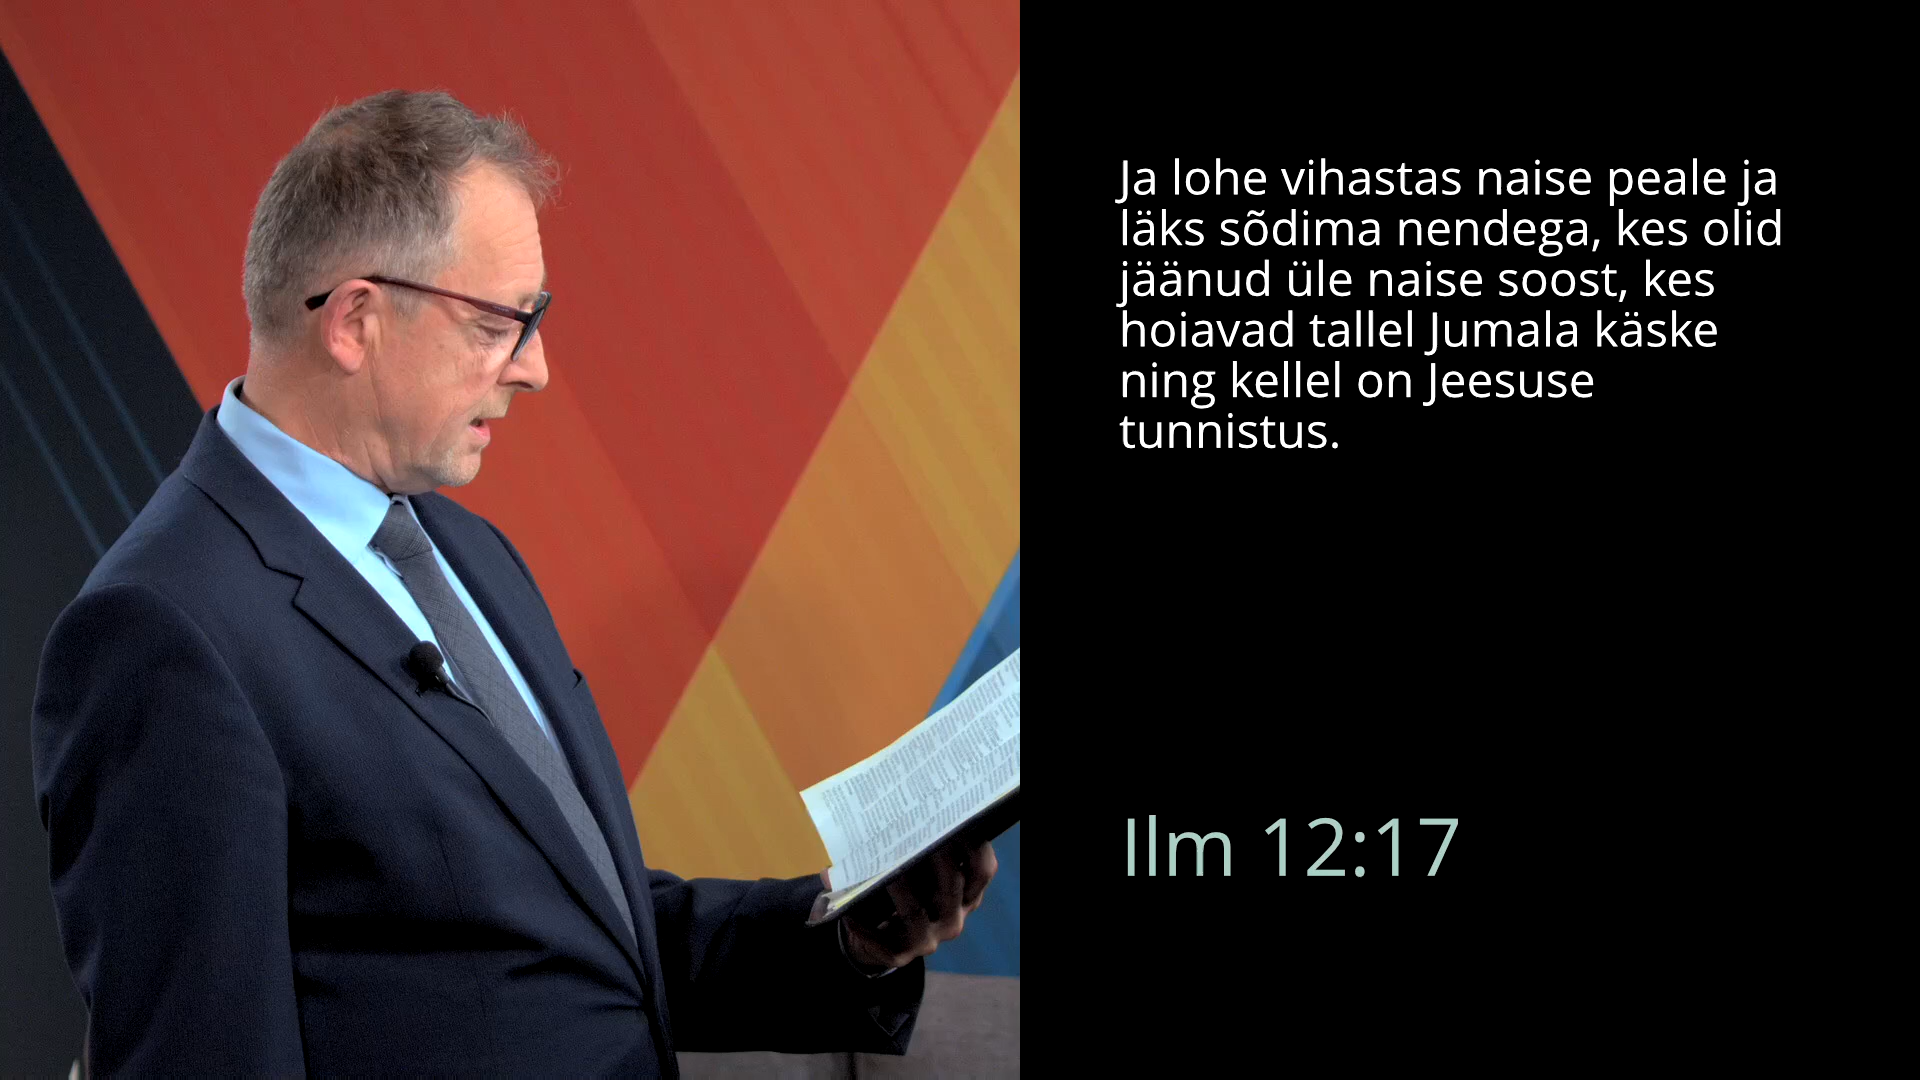 Ja lohe vihastas naise peale ja
läks sõdima nendega, kes olid
jäänud üle naise soost, kes
hoiavad tallel Jumala käske
ning kellel on Jeesuse
tunnistus.
Ilm 12:17